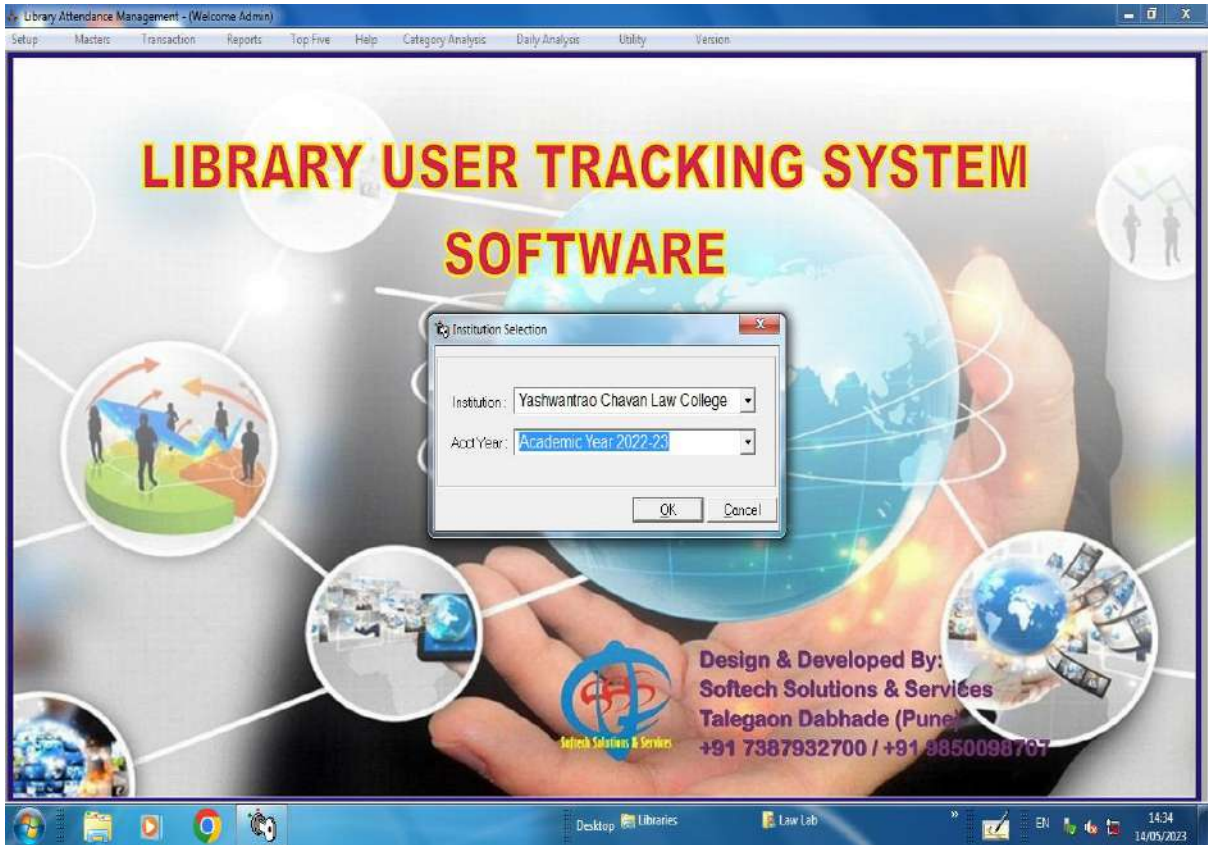 Library Attendance Management - (Welcome Admin)
Setup Masters Transaction Reports Top Five Help Category Analysis Daily Analysis Utility Version
LIBRARY USER TRACKING SYSTEM
SOFTWARE
Institution Selection
Institution : Yashwantrao Chavan Law College
Acct Year : Academic Year 2022-23
OK Cancel
Design & Developed By:
Softech Solutions & Services
Talegaon Dabhade (Pune)
+91 7387932700 / +91 9850098707
Softech Solutions & Services
Desktop Libraries Law Lab » EN 14:34
14/05/2023